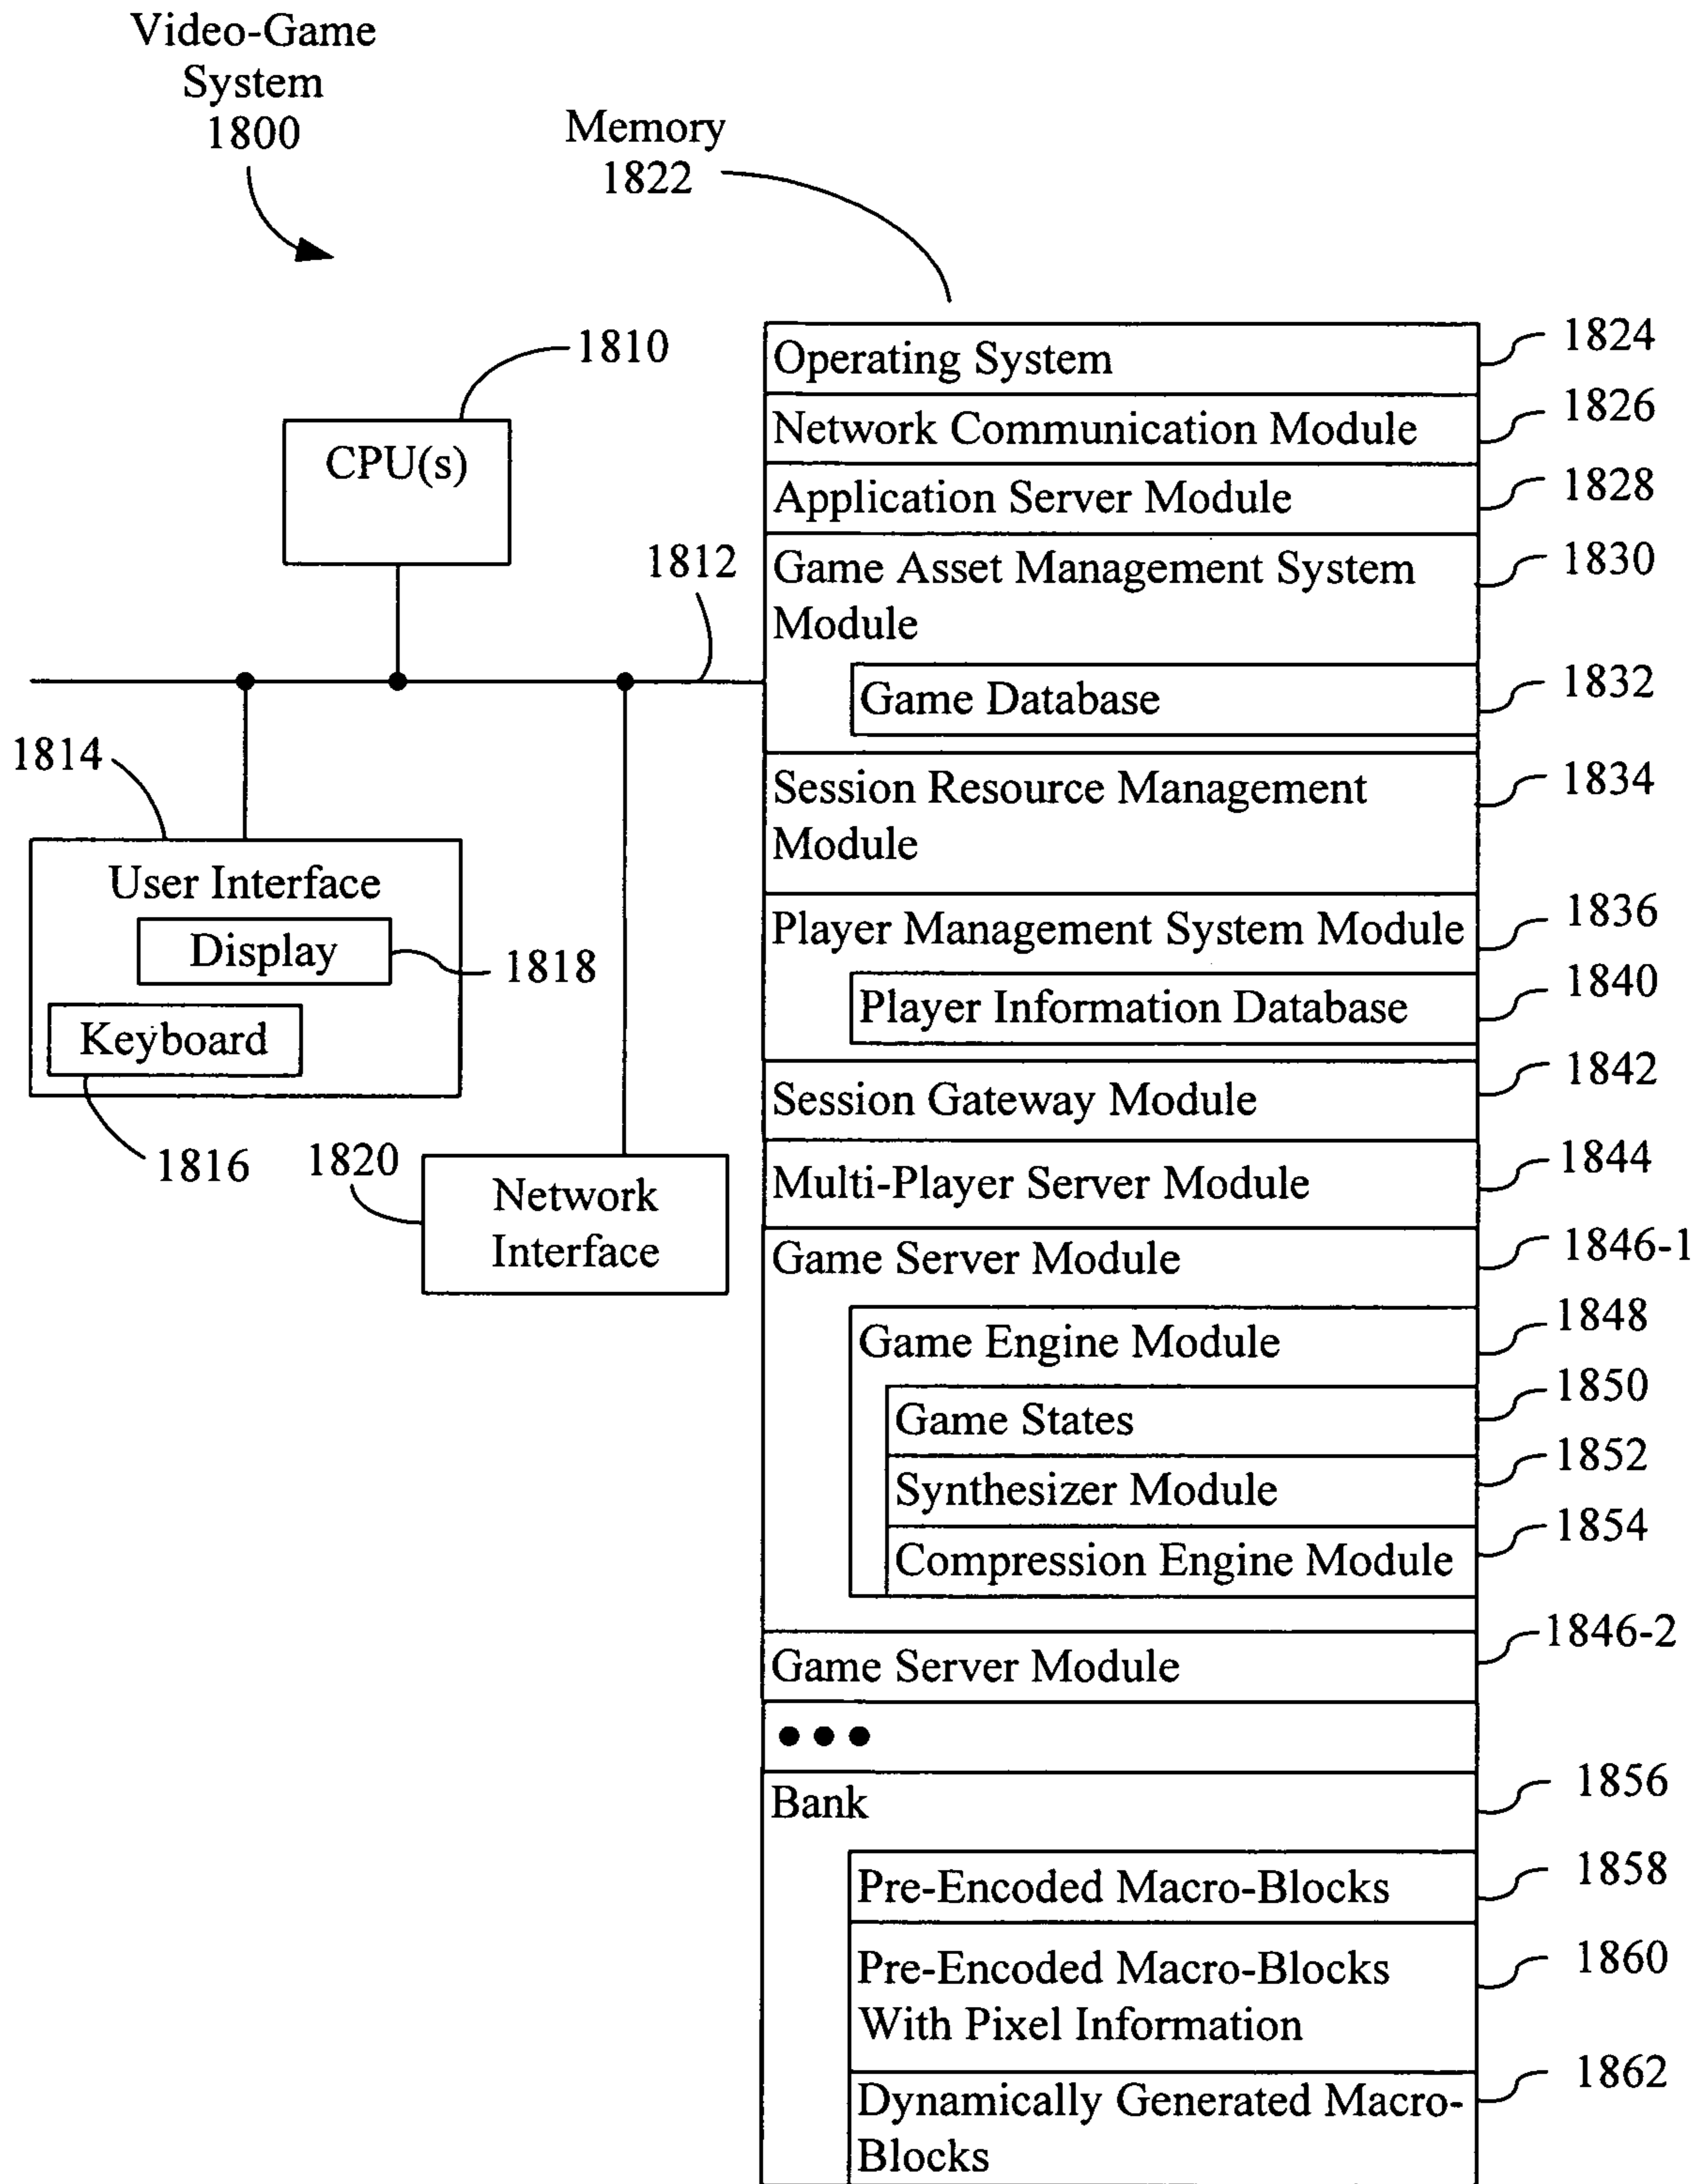 Video-Game
System
1800
Memory
1822
1810
CPU(s)
1812
1814
User Interface
Display
1818
Keyboard
1816
1820
Network
Interface
Operating System
1824
Network Communication Module
1826
Application Server Module
1828
Game Asset Management System
Module
1830
Game Database
1832
Session Resource Management
Module
1834
Player Management System Module
1836
Player Information Database
1840
Session Gateway Module
1842
Multi-Player Server Module
1844
Game Server Module
1846-1
Game Engine Module
1848
Game States
1850
Synthesizer Module
1852
Compression Engine Module
1854
Game Server Module
1846-2
•••
Bank
1856
Pre-Encoded Macro-Blocks
1858
Pre-Encoded Macro-Blocks
With Pixel Information
1860
Dynamically Generated Macro-
Blocks
1862